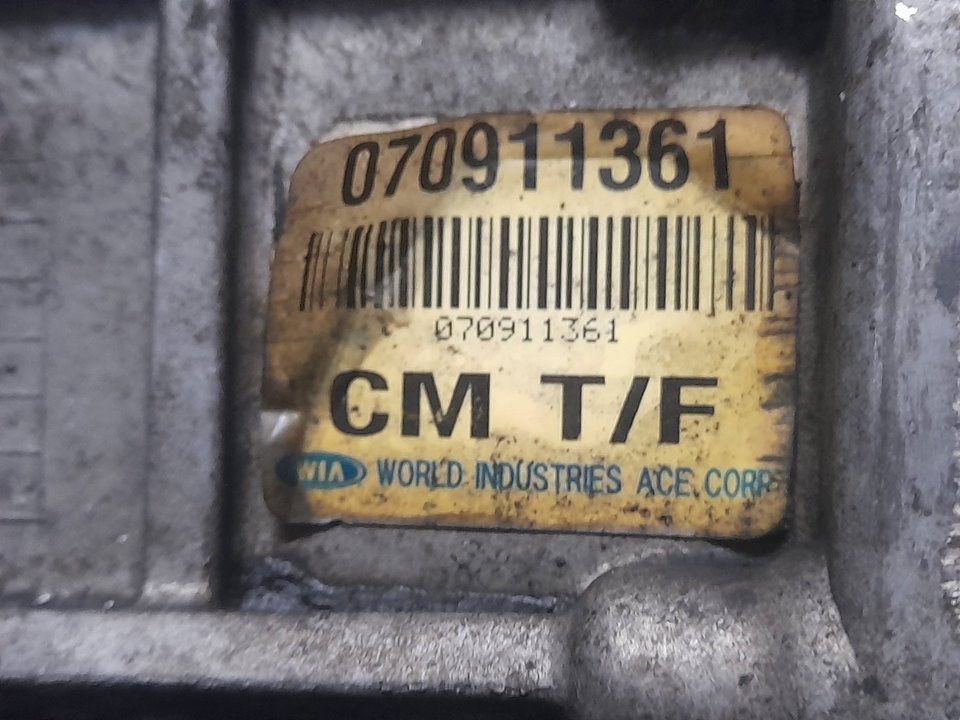 070911361
070911361
CM T/F
WIA WORLD INDUSTRIES ACE CORP